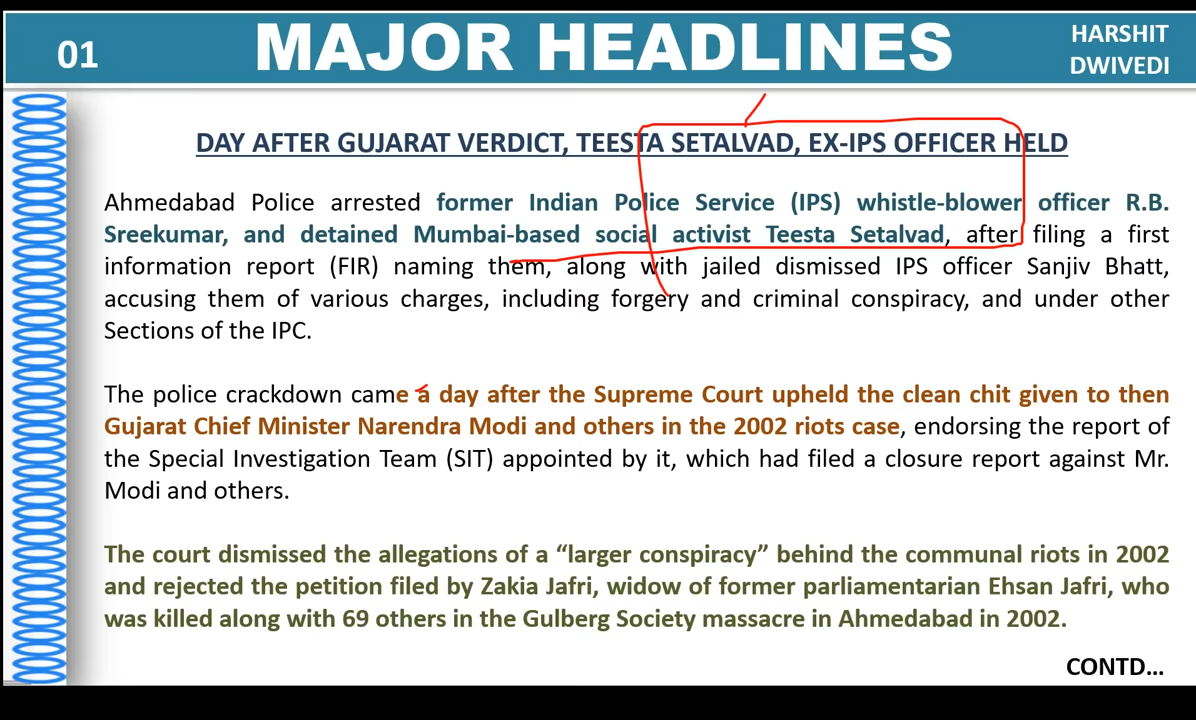 01
MAJOR HEADLINES
HARSHIT
DWIVEDI
DAY AFTER GUJARAT VERDICT, TEESTA SETALVAD, EX-IPS OFFICER HELD
Ahmedabad Police arrested former Indian Police Service (IPS) whistle-blower officer R.B.
Sreekumar, and detained Mumbai-based social activist Teesta Setalvad, after filing a first
information report (FIR) naming them, along with jailed dismissed IPS officer Sanjiv Bhatt,
accusing them of various charges, including forgery and criminal conspiracy, and under other
Sections of the IPC.
The police crackdown came a day after the Supreme Court upheld the clean chit given to then
Gujarat Chief Minister Narendra Modi and others in the 2002 riots case, endorsing the report of
the Special Investigation Team (SIT) appointed by it, which had filed a closure report against Mr.
Modi and others.
The court dismissed the allegations of a “larger conspiracy” behind the communal riots in 2002
and rejected the petition filed by Zakia Jafri, widow of former parliamentarian Ehsan Jafri, who
was killed along with 69 others in the Gulberg Society massacre in Ahmedabad in 2002.
CONTD...